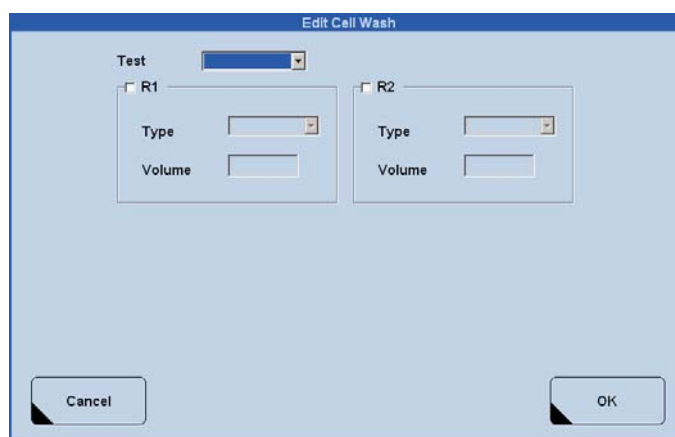 Edit Cell Wash
Test
R1
R2
Type
Type
Volume
Volume
Cancel
OK